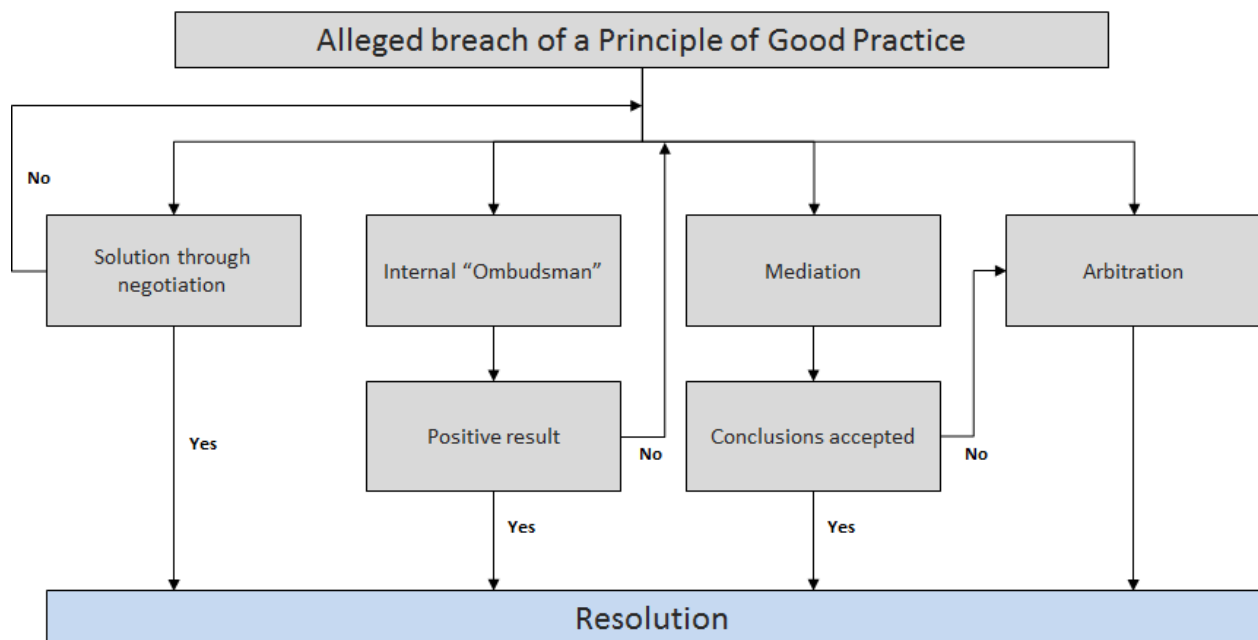 Alleged breach of a Principle of Good Practice
No
Solution through
negotiation
Internal “Ombudsman”
Mediation
Arbitration
Yes
Positive result
No
Conclusions accepted
No
Yes
Yes
Resolution